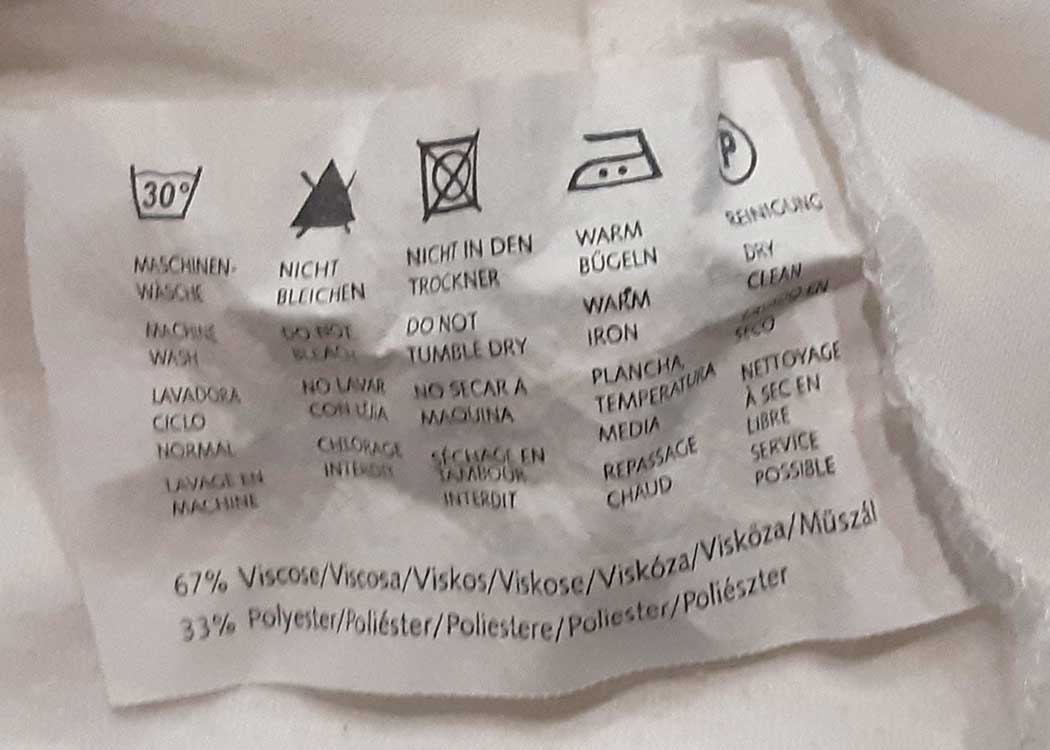 30°
P
MASCHINEN-
WÄSCHE
MACHINE
WASH
LAVADORA
CICLO
NORMAL
LAVAGE EN
MACHINE
NICHT
BLEICHEN
DO NOT
BLEACH
NO LAVAR
CON LEJIA
CHLORAGE
INTERDIT
NICHT IN DEN
TROCKNER
DO NOT
TUMBLE DRY
NO SECAR A
MAQUINA
SÉCHAGE EN
TAMBOUR
INTERDIT
WARM
BÜGELN
WARM
IRON
PLANCHA
TEMPERATURA
MEDIA
REPASSAGE
CHAUD
REINIGUNG
DRY
CLEAN
LAVADO EN
SECO
NETTOYAGE
À SEC EN
LIBRE
SERVICE
POSSIBLE
67% Viscose/Viscosa/Viskos/Viskose/Viskóza/Viskóza/Műszál
33% Polyester/Poliéster/Poliestere/Poliester/Poliészter